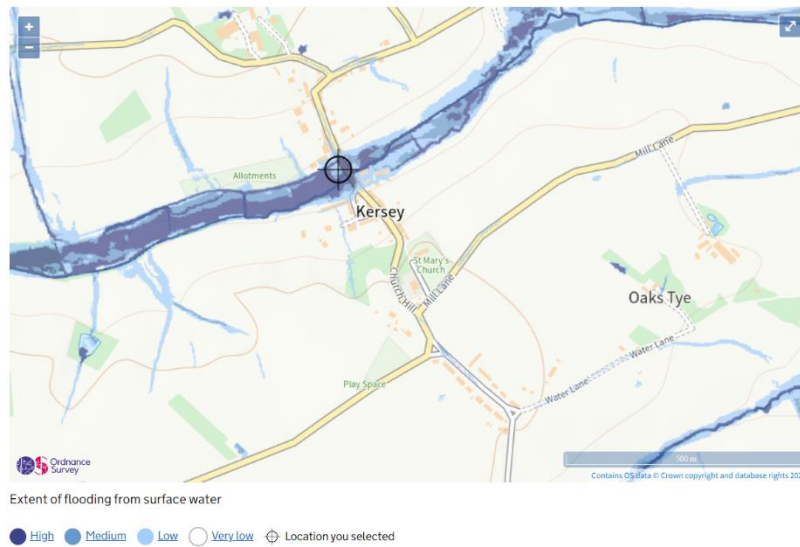 +
−
Allotments
Kersey
Mill Lane
St Mary's
Church
Church Hill
Mill Lane
Oaks Tye
Water Lane
Water Lane
Play Space
Ordnance
Survey
500 m
Contains OS data © Crown copyright and database rights 202
Extent of flooding from surface water
High Medium Low Very low Location you selected